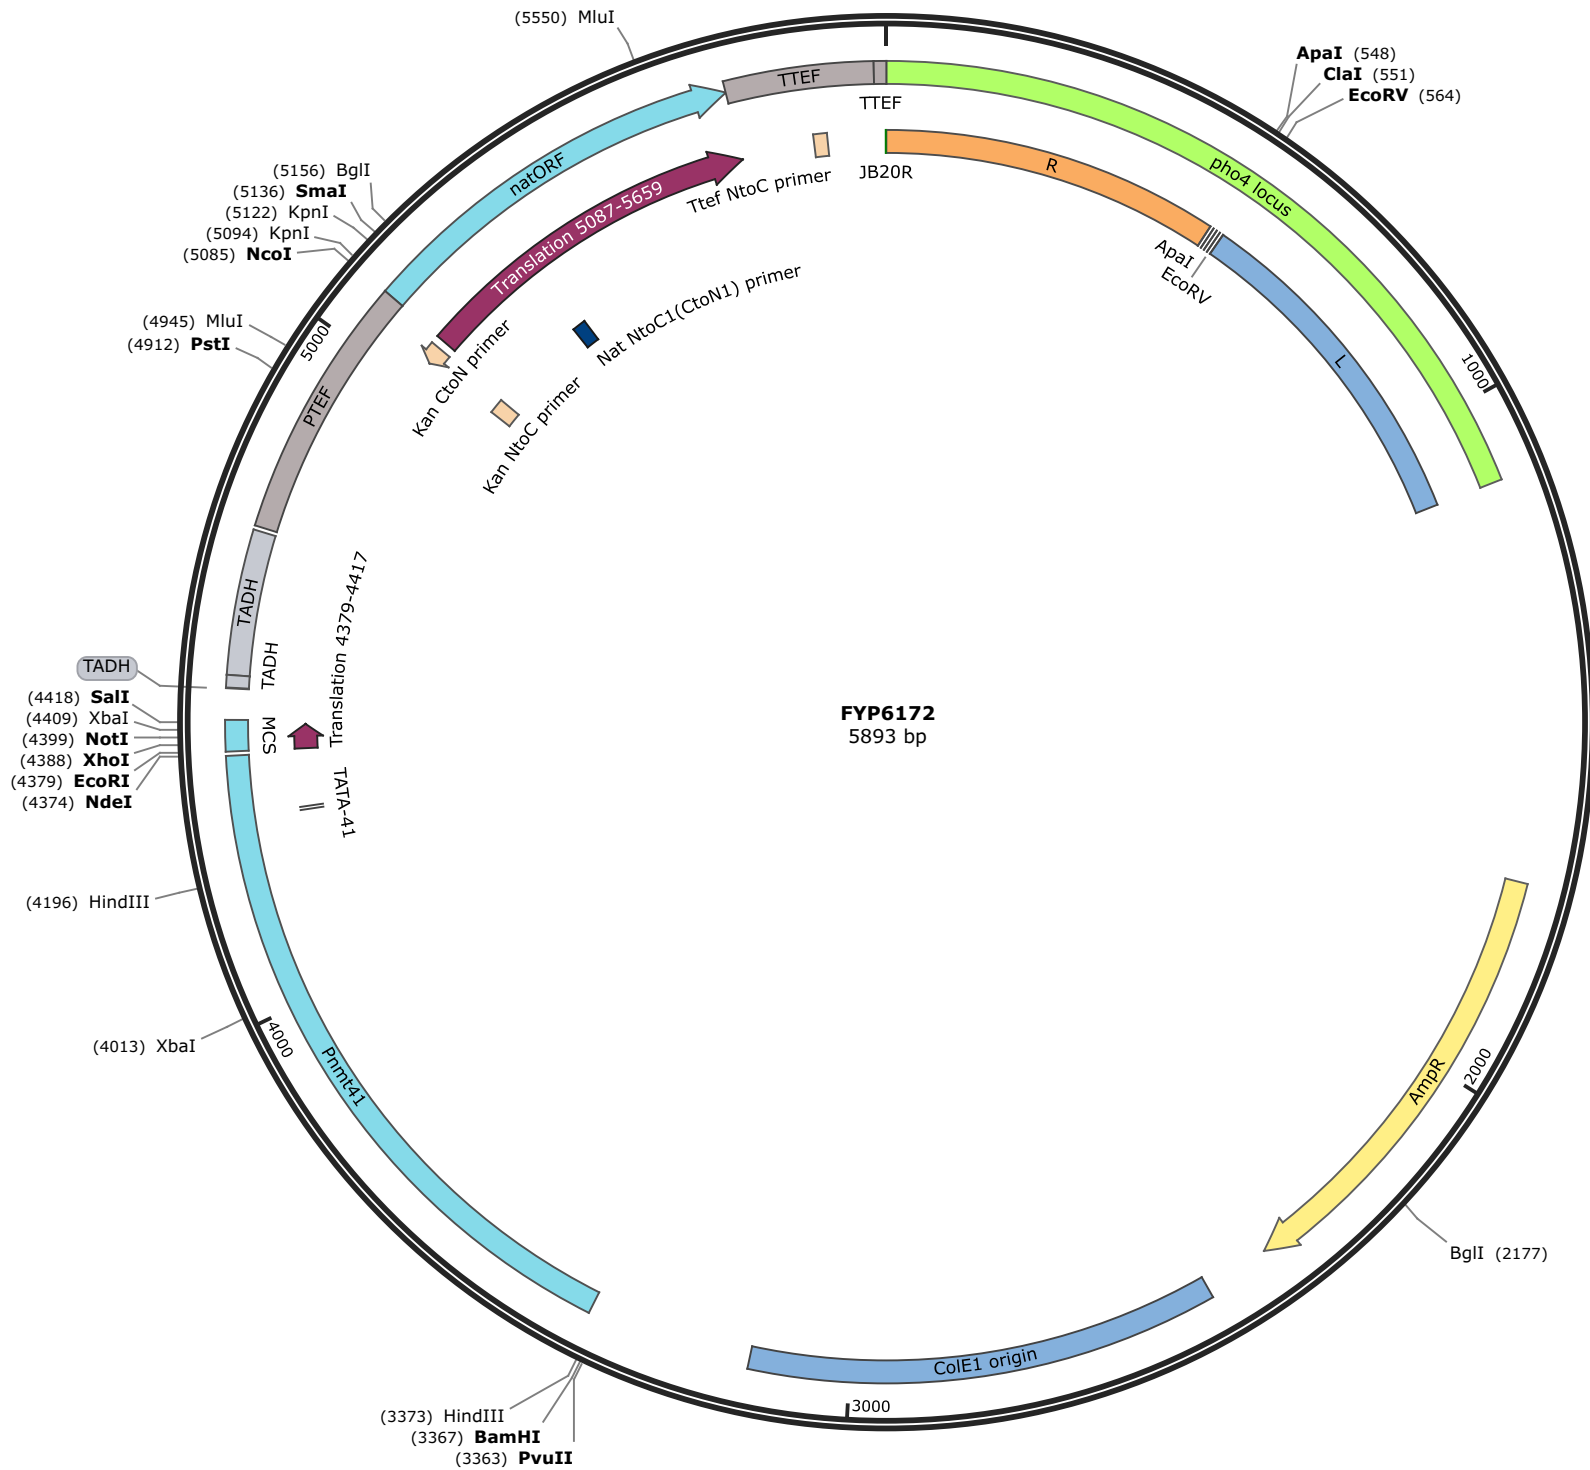 (5550) MluI
ApaI (548)
ClaI (551)
EcoRV (564)
TTEF
TTEF
pho4 locus
natORF
R
JB20R
Ttef NtoC primer
Translation 5087-5659
(5156) BglI
(5136) SmaI
(5122) KpnI
(5094) KpnI
(5085) NcoI
ApaI
EcoRV
Nat NtoC1(CtoN1) primer
(4945) MluI
(4912) PstI
5000
Kan CtoN primer
Kan NtoC primer
L
1000
PTEF
TADH
TADH
Translation 4379-4417
TADH
(4418) SalI
(4409) XbaI
(4399) NotI
(4388) XhoI
(4379) EcoRI
(4374) NdeI
MCS
TATA-41
FYP6172
5893 bp
(4196) HindIII
(4013) XbaI
4000
Pnmt41
2000
AmpR
BglI (2177)
ColE1 origin
3000
(3373) HindIII
(3367) BamHI
(3363) PvuII